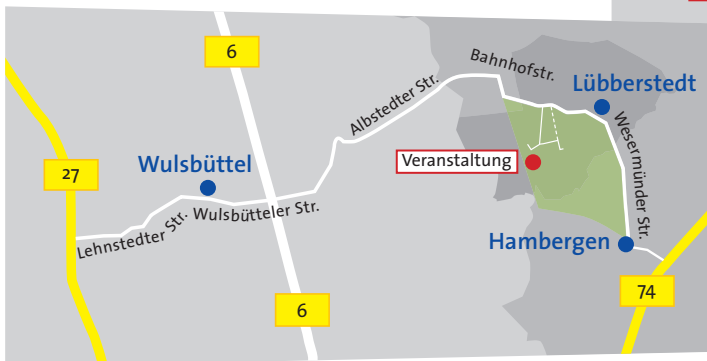 6
Bahnhofstr.
Lübberstedt
Albstedter Str.
Wesermünder Str.
Veranstaltung
Wulsbüttel
27
Wulsbütteler Str.
Lehnstedter Str.
Hambergen
74
6